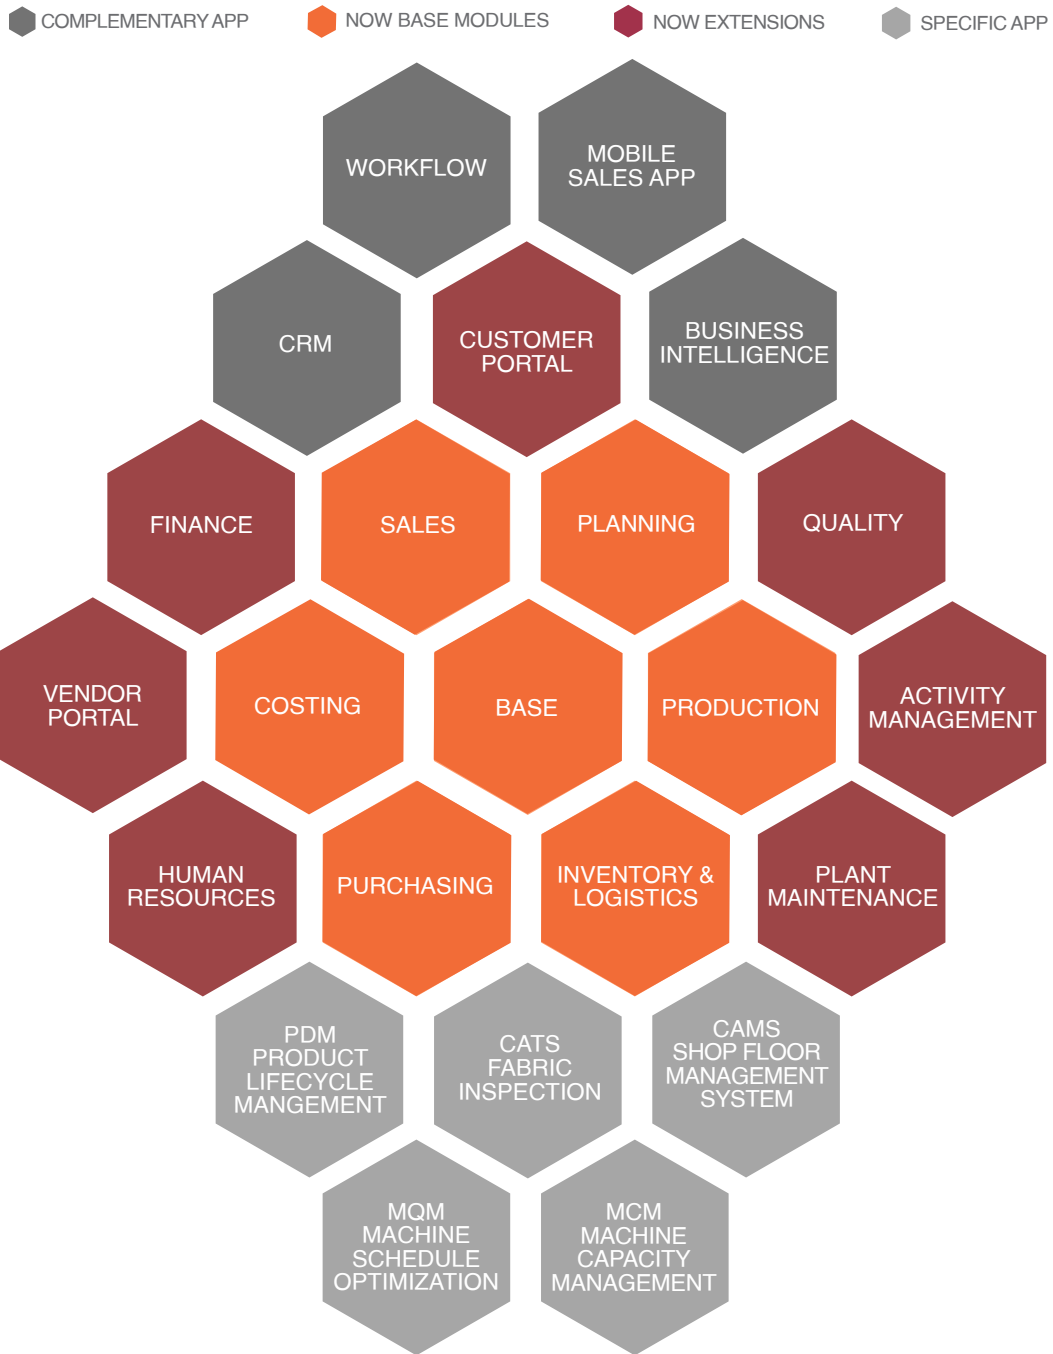 COMPLEMENTARY APP
NOW BASE MODULES
NOW EXTENSIONS
SPECIFIC APP
WORKFLOW
MOBILE
SALES APP
CRM
CUSTOMER
PORTAL
BUSINESS
INTELLIGENCE
FINANCE
SALES
PLANNING
QUALITY
VENDOR
PORTAL
COSTING
BASE
PRODUCTION
ACTIVITY
MANAGEMENT
HUMAN
RESOURCES
PURCHASING
INVENTORY &
LOGISTICS
PLANT
MAINTENANCE
PDM
PRODUCT
LIFECYCLE
MANGEMENT
CATS
FABRIC
INSPECTION
CAMS
SHOP FLOOR
MANAGEMENT
SYSTEM
MQM
MACHINE
SCHEDULE
OPTIMIZATION
MCM
MACHINE
CAPACITY
MANAGEMENT